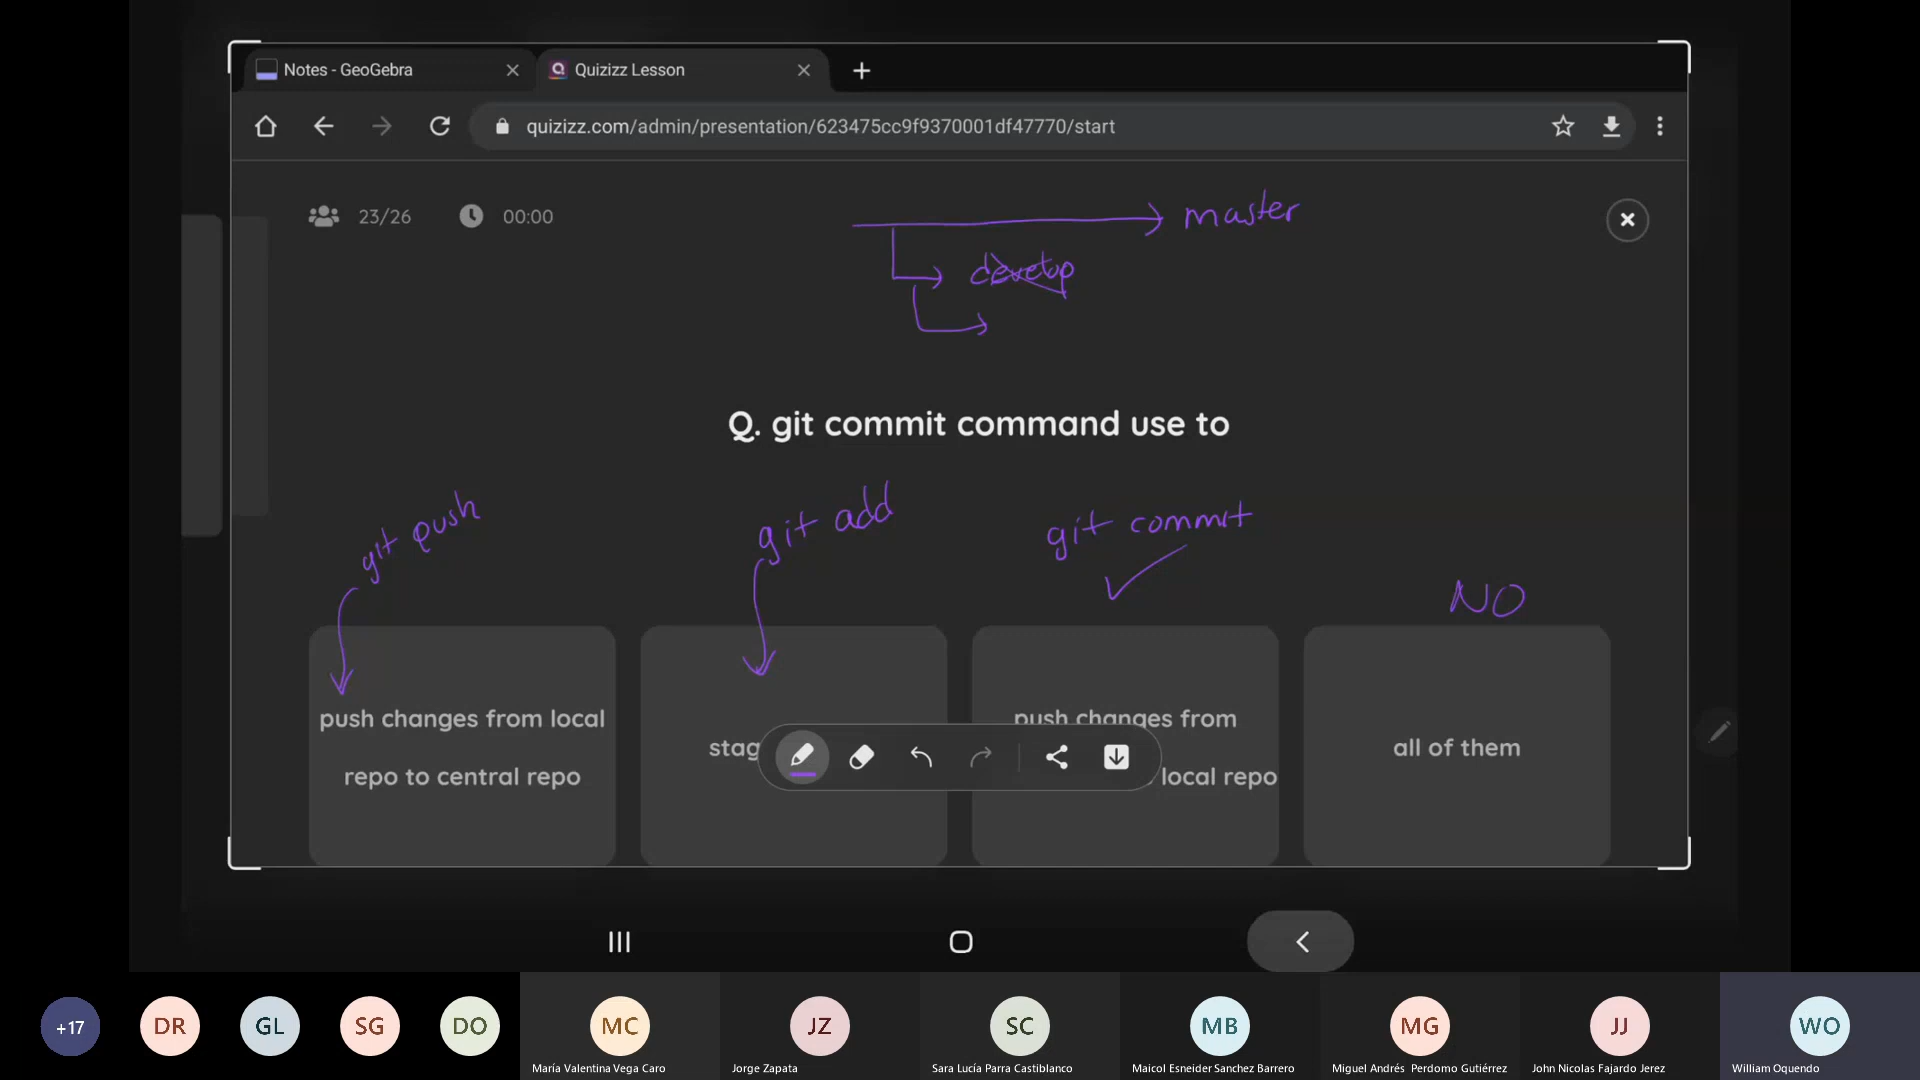 Notes - GeoGebra
Quizizz Lesson
quizizz.com/admin/presentation/623475cc9f9370001df47770/start
23/26
00:00
master
develop
Q. git commit command use to
git push
git add
git commit
NO
push changes from local
repo to central repo
stag
push changes from
local repo
all of them
+17
DR
GL
SG
DO
MC
JZ
SC
MB
MG
JJ
WO
María Valentina Vega Caro
Jorge Zapata
Sara Lucía Parra Castiblanco
Maicol Esneider Sanchez Barrero
Miguel Andrés Perdomo Gutiérrez
John Nicolas Fajardo Jerez
William Oquendo